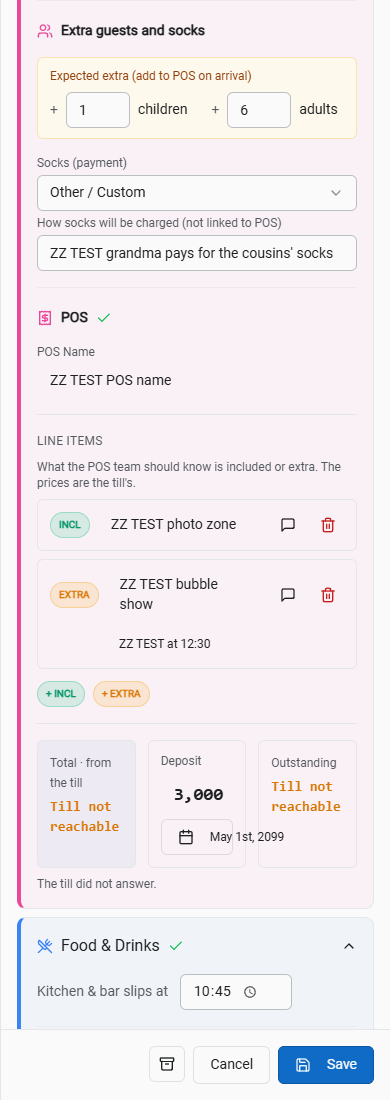 Extra guests and socks
Expected extra (add to POS on arrival)
+ 1 children + 6 adults
Socks (payment)
Other / Custom
How socks will be charged (not linked to POS)
ZZ TEST grandma pays for the cousins' socks
POS
POS Name
ZZ TEST POS name
LINE ITEMS
What the POS team should know is included or extra. The
prices are the till's.
INCL ZZ TEST photo zone
EXTRA ZZ TEST bubble
show
ZZ TEST at 12:30
+ INCL + EXTRA
Total · from
the till
Till not
reachable
Deposit
3,000
May 1st, 2099
Outstanding
Till not
reachable
The till did not answer.
Food & Drinks
Kitchen & bar slips at 10:45
Cancel Save